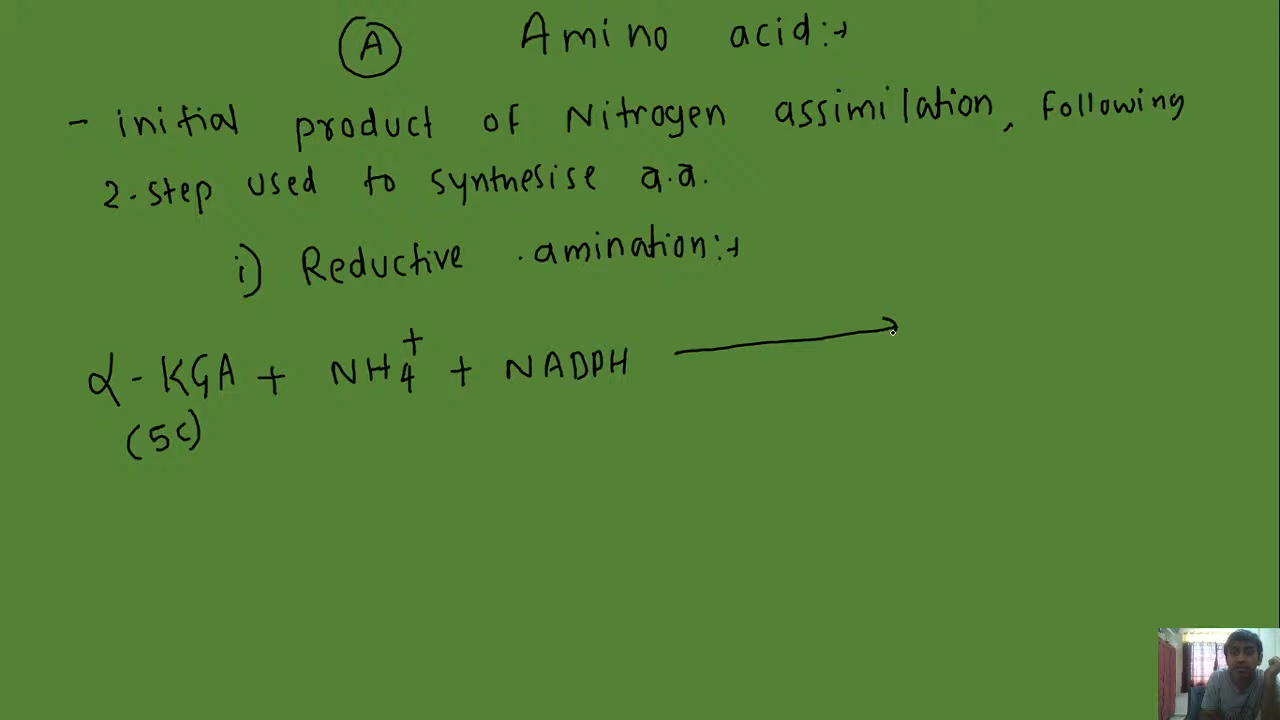 A Amino acid:→
- initial product of Nitrogen assimilation, following
2. step used to synthesise a.a.
i) Reductive .amination:→
α - KGA + NH4+ + NADPH →
(5C)